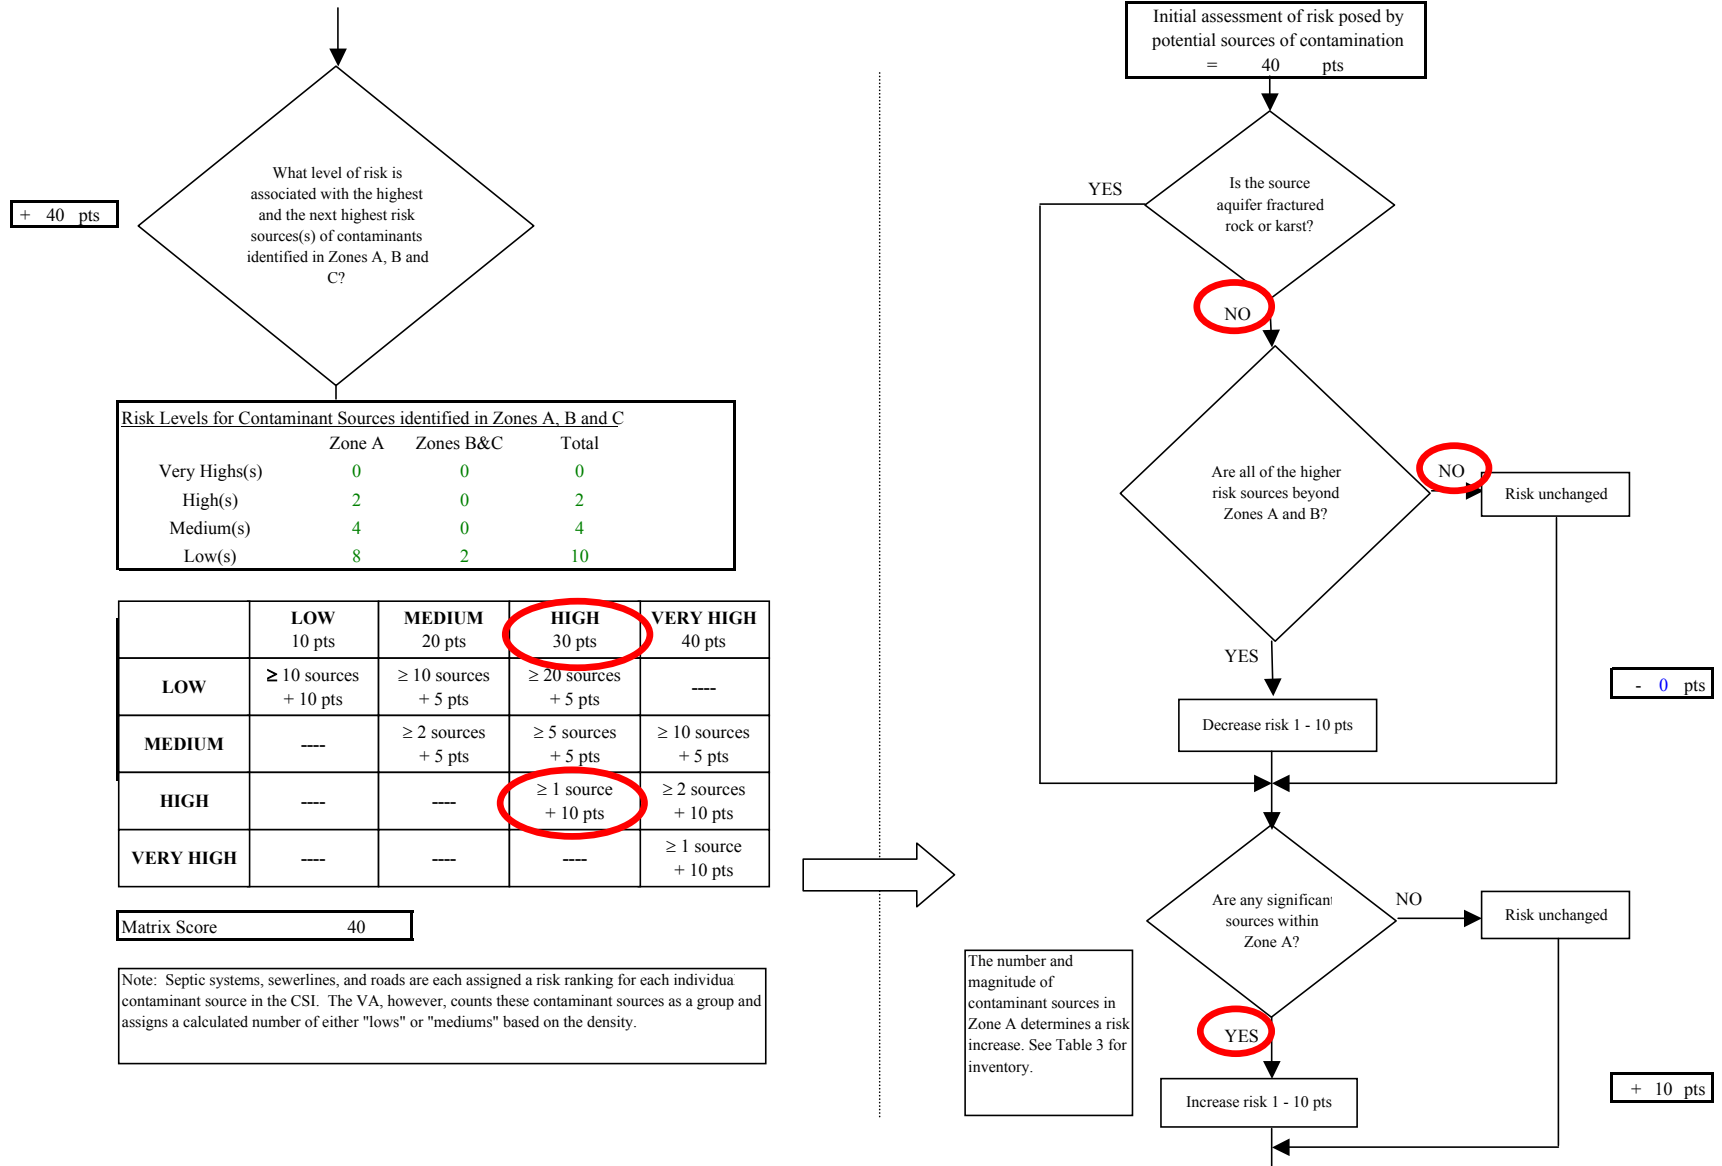 What level of risk is
associated with the highest
and the next highest risk
sources(s) of contaminants
identified in Zones A, B and
C?
+ 40 pts
Risk Levels for Contaminant Sources identified in Zones A, B and C
Zone A Zones B&C Total
Very Highs(s) 0 0 0
High(s) 2 0 2
Medium(s) 4 0 4
Low(s) 8 2 10
LOW MEDIUM HIGH VERY HIGH
10 pts 20 pts 30 pts 40 pts
LOW ≥ 10 sources ≥ 10 sources ≥ 20 sources ----
+ 10 pts + 5 pts + 5 pts
MEDIUM ---- ≥ 2 sources ≥ 5 sources ≥ 10 sources
+ 5 pts + 5 pts + 5 pts
HIGH ---- ---- ≥ 1 source ≥ 2 sources
+ 10 pts + 10 pts
VERY HIGH ---- ---- ---- ≥ 1 source
+ 10 pts
Matrix Score 40
Note: Septic systems, sewerlines, and roads are each assigned a risk ranking for each individua
contaminant source in the CSI. The VA, however, counts these contaminant sources as a group and
assigns a calculated number of either "lows" or "mediums" based on the density.
Initial assessment of risk posed by
potential sources of contamination
= 40 pts
Is the source
aquifer fractured
rock or karst?
YES
NO
Are all of the higher
risk sources beyond
Zones A and B?
NO
Risk unchanged
YES
- 0 pts
Decrease risk 1 - 10 pts
Are any significant
sources within
Zone A?
NO
Risk unchanged
The number and
magnitude of
contaminant sources in
Zone A determines a risk
increase. See Table 3 for
inventory.
YES
+ 10 pts
Increase risk 1 - 10 pts